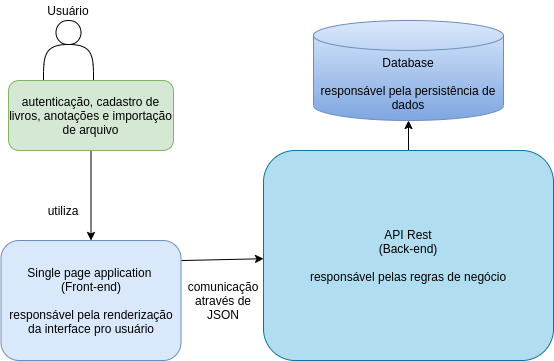 Usuário
autenticação, cadastro de
livros, anotações e importação
de arquivo
utiliza
Single page application
(Front-end)
responsável pela renderização
da interface pro usuário
comunicação
através de
JSON
API Rest
(Back-end)
responsável pelas regras de negócio
Database
responsável pela persistência de
dados